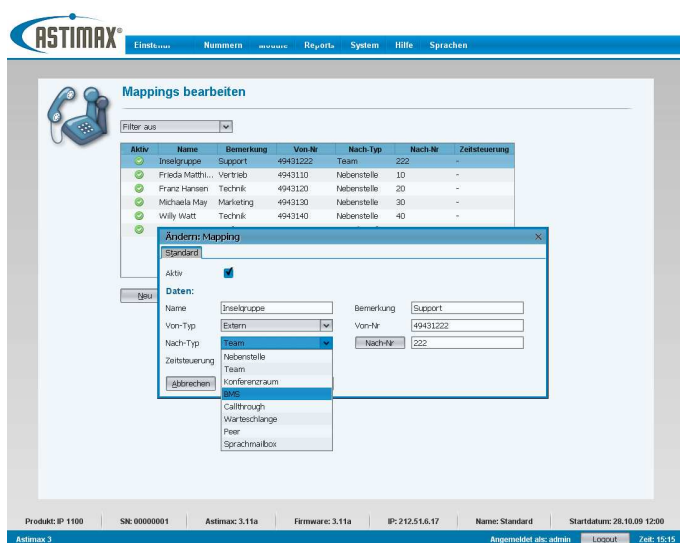 ASTIMAX®
Nummern Reports System Hilfe Sprachen
Mappings bearbeiten
Filter aus
Aktiv Name Bemerkung Von-Nr Nach-Typ Nach-Nr Zeitsteuerung
Inselgruppe Support 49431222 Team 222 -
Frieda Matthi... Vertrieb 4943110 Nebenstelle 10 -
Franz Hansen Technik 4943120 Nebenstelle 20 -
Michaela May Marketing 4943130 Nebenstelle 30 -
Willy Watt Technik 4943140 Nebenstelle 40 -
Ändern: Mapping
Standard
Aktiv
Neu
Daten:
Name Inselgruppe Bemerkung Support
Von-Typ Extern Von-Nr 49431222
Nach-Typ Team Nach-Nr 222
Zeitsteuerung
Abbrechen
Nebenstelle
Team
Konferenzraum
BMS
Callthrough
Warteschlange
Peer
Sprachmailbox
Produkt: IP 1100 SN: 00000001 Astimax: 3.11a Firmware: 3.11a IP: 212.51.6.17 Name: Standard Startdatum: 28.10.09 12:00
Astimax 3 Angemeldet als: admin Logout Zeit: 15:15